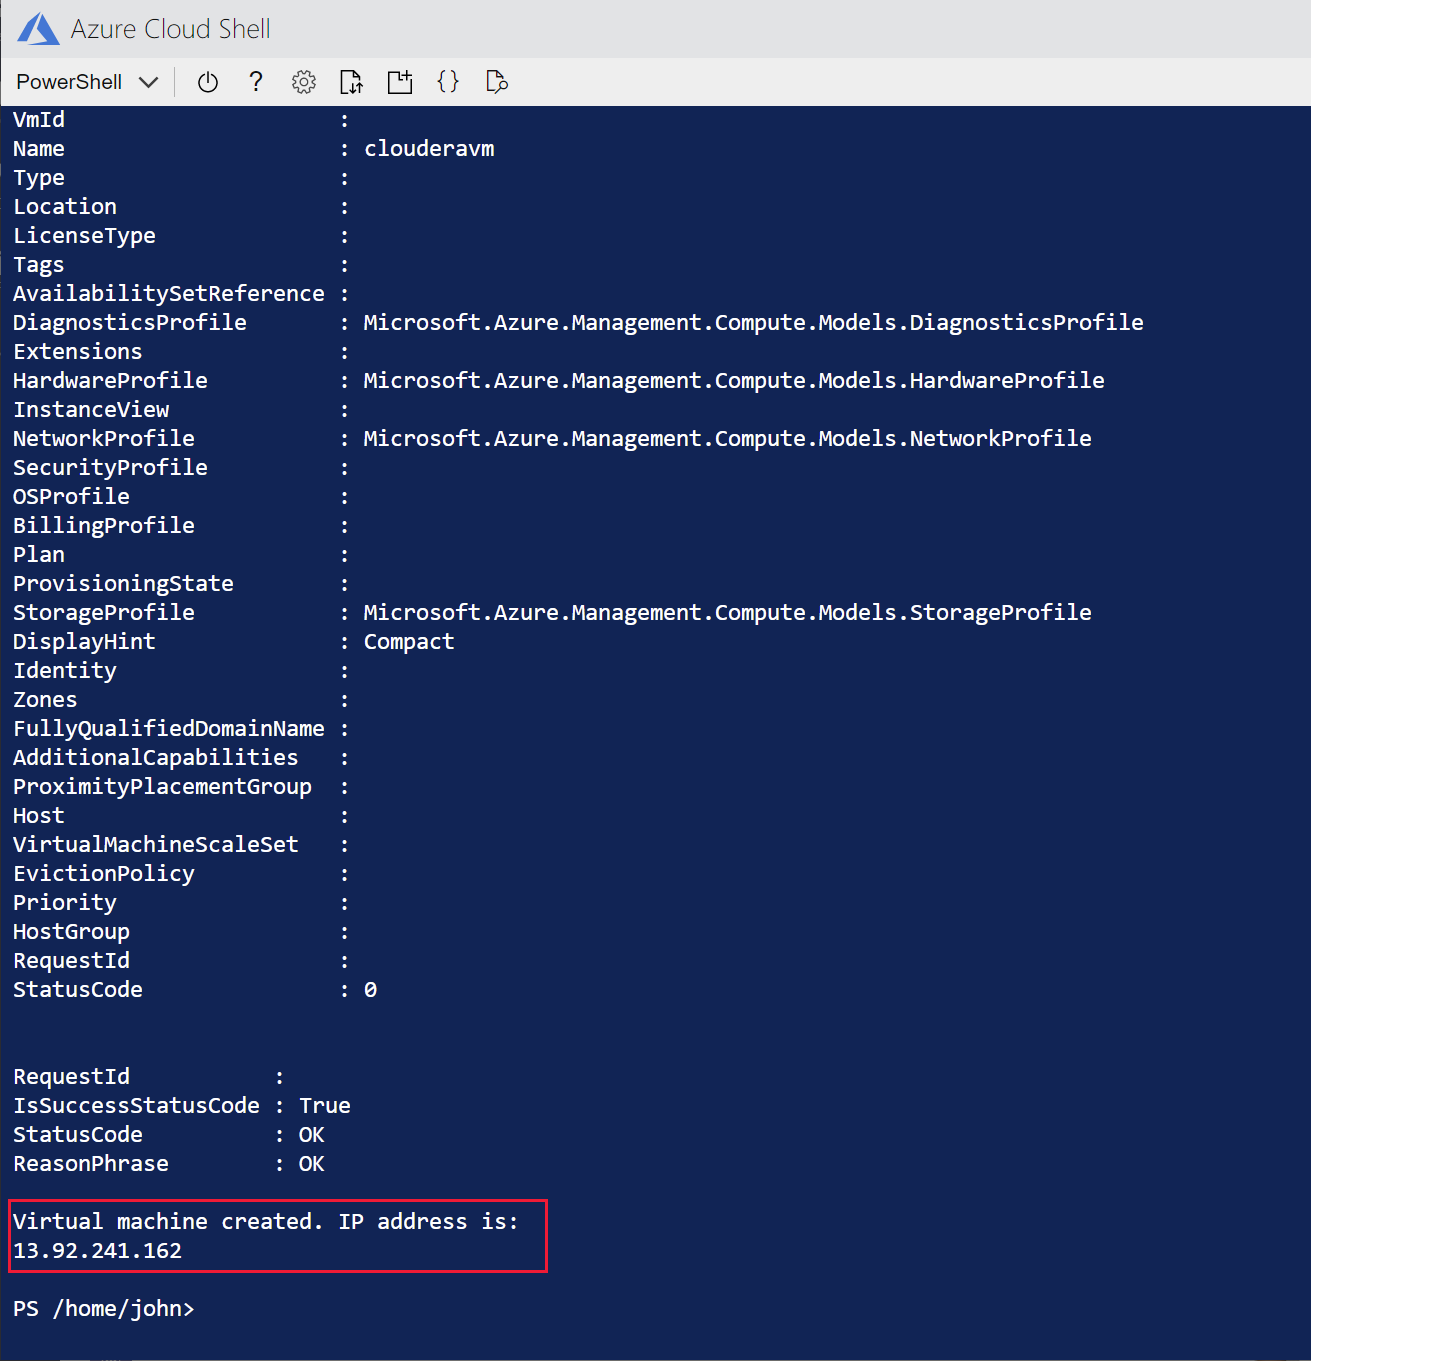 Azure Cloud Shell
PowerShell ? {}
VmId :
Name : clouderavm
Type :
Location :
LicenseType :
Tags :
AvailabilitySetReference :
DiagnosticsProfile : Microsoft.Azure.Management.Compute.Models.DiagnosticsProfile
Extensions :
HardwareProfile : Microsoft.Azure.Management.Compute.Models.HardwareProfile
InstanceView :
NetworkProfile : Microsoft.Azure.Management.Compute.Models.NetworkProfile
SecurityProfile :
OSProfile :
BillingProfile :
Plan :
ProvisioningState :
StorageProfile : Microsoft.Azure.Management.Compute.Models.StorageProfile
DisplayHint : Compact
Identity :
Zones :
FullyQualifiedDomainName :
AdditionalCapabilities :
ProximityPlacementGroup :
Host :
VirtualMachineScaleSet :
EvictionPolicy :
Priority :
HostGroup :
RequestId :
StatusCode : 0
RequestId :
IsSuccessStatusCode : True
StatusCode : OK
ReasonPhrase : OK
Virtual machine created. IP address is:
13.92.241.162
PS /home/john>